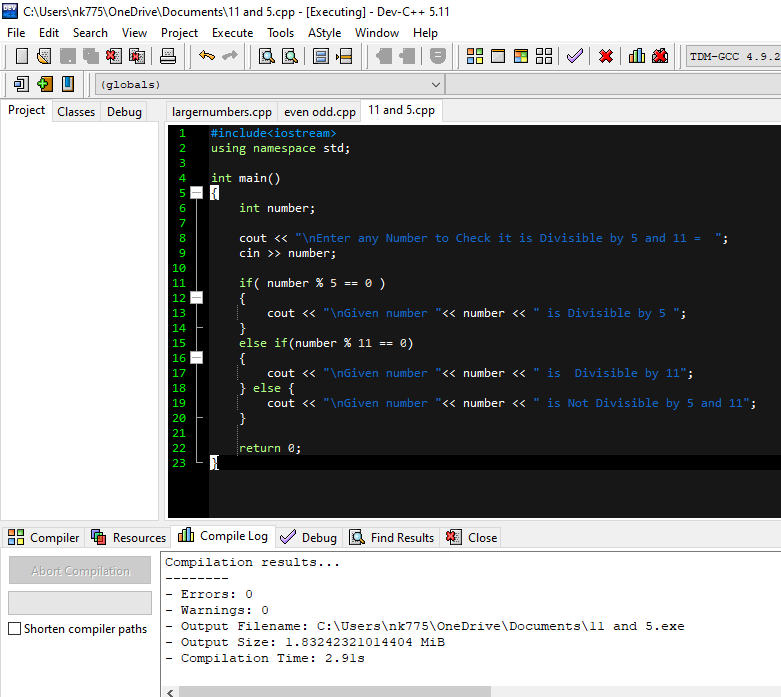 C:\Users\nk775\OneDrive\Documents\11 and 5.cpp - [Executing] - Dev-C++ 5.11
File Edit Search View Project Execute Tools AStyle Window Help
TDM-GCC 4.9.2
(globals)
Project Classes Debug
largernumbers.cpp even odd.cpp 11 and 5.cpp
1 #include<iostream>
2 using namespace std;
3
4 int main()
5 {
6 int number;
7
8 cout << "\nEnter any Number to Check it is Divisible by 5 and 11 =  ";
9 cin >> number;
10
11 if( number % 5 == 0 )
12 {
13 cout << "\nGiven number "<< number << " is Divisible by 5 ";
14 }
15 else if(number % 11 == 0)
16 {
17 cout << "\nGiven number "<< number << " is  Divisible by 11";
18 } else {
19 cout << "\nGiven number "<< number << " is Not Divisible by 5 and 11";
20 }
21
22 return 0;
23 }
Compiler Resources Compile Log Debug Find Results Close
Abort Compilation
Shorten compiler paths
Compilation results...
--------
- Errors: 0
- Warnings: 0
- Output Filename: C:\Users\nk775\OneDrive\Documents\11 and 5.exe
- Output Size: 1.83242321014404 MiB
- Compilation Time: 2.91s